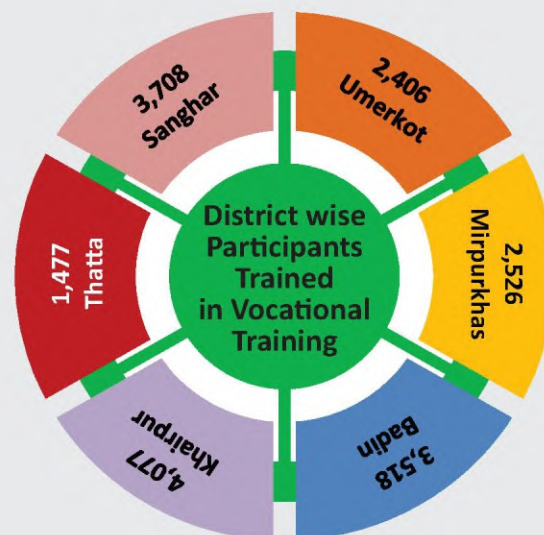 District wise
Participants
Trained
in Vocational
Training
2,406
Umerkot
2,526
Mirpurkhas
3,518
Badin
4,077
Khairpur
1,477
Thatta
3,708
Sanghar